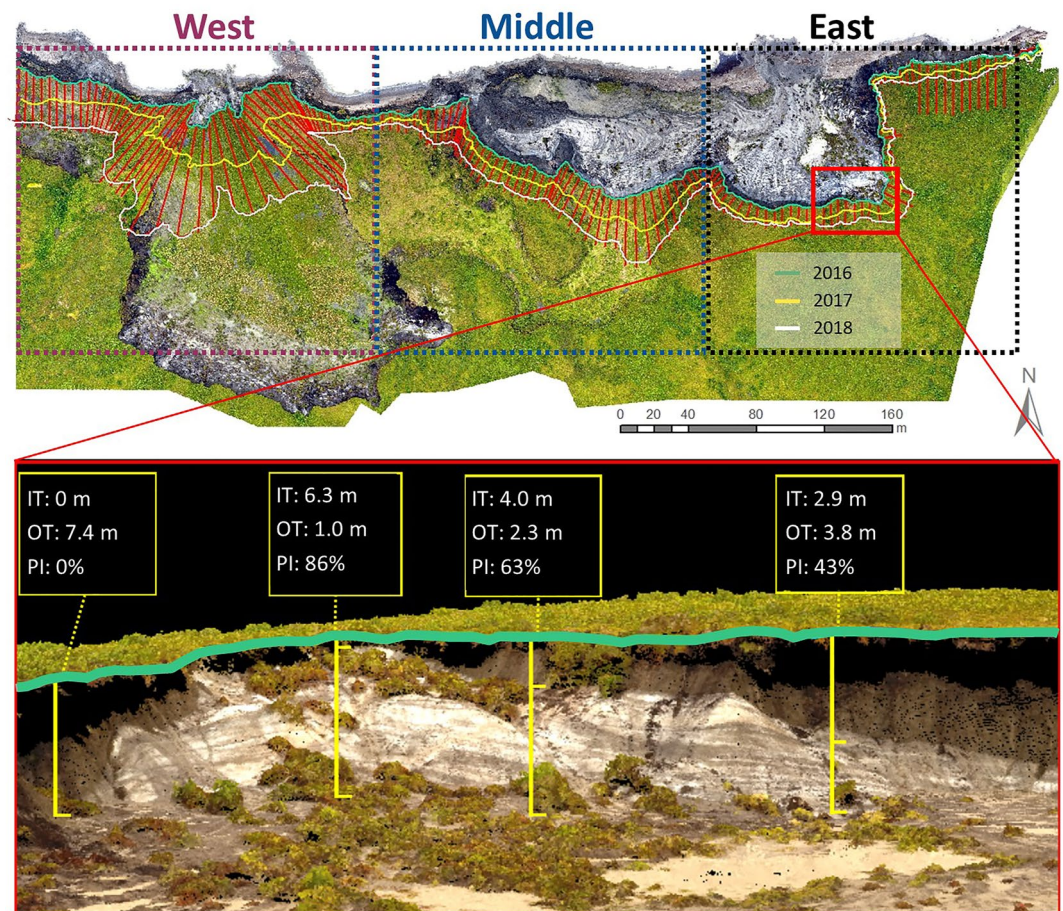 West
Middle
East
2016
2017
2018
N
0 20 40 80 120 160
m
IT: 0 m
OT: 7.4 m
PI: 0%
IT: 6.3 m
OT: 1.0 m
PI: 86%
IT: 4.0 m
OT: 2.3 m
PI: 63%
IT: 2.9 m
OT: 3.8 m
PI: 43%